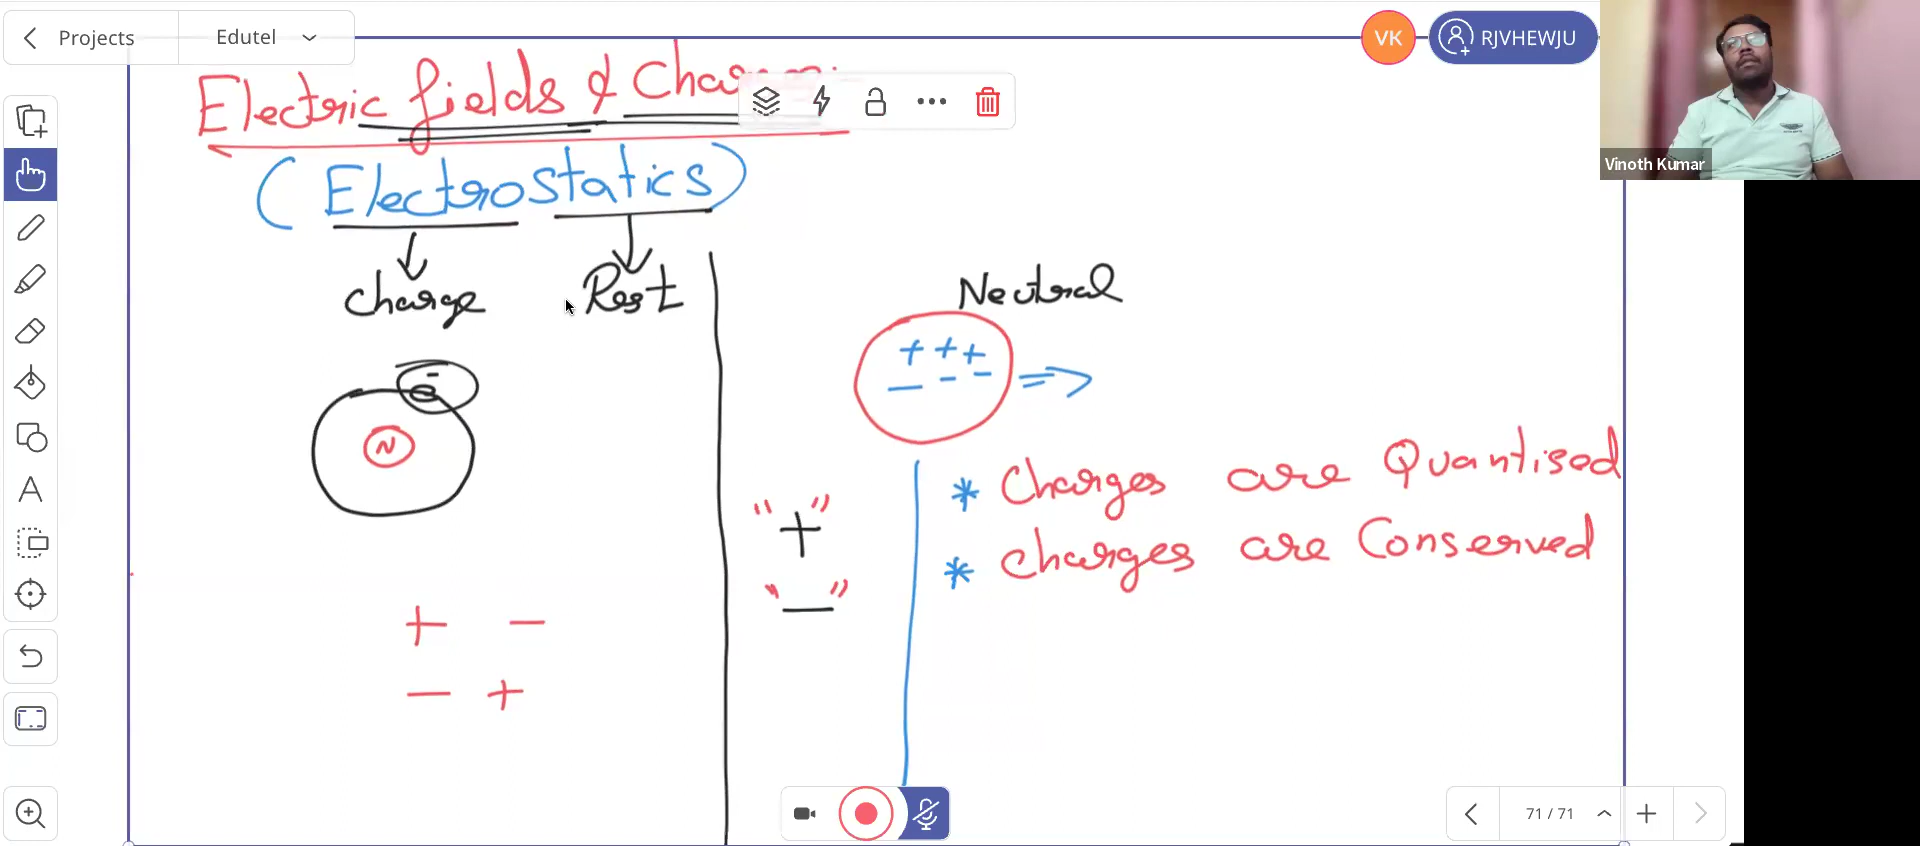 Projects
Edutel
VK
RJVHEWJU
Vinoth Kumar
Electric fields &
(Electrostatics)
charge
Rest
-
N
+ -
- +
Neutral
+ + +
- - -
"+"
"-"
* Charges are Quantised
* charges are Conserved
A
71 / 71